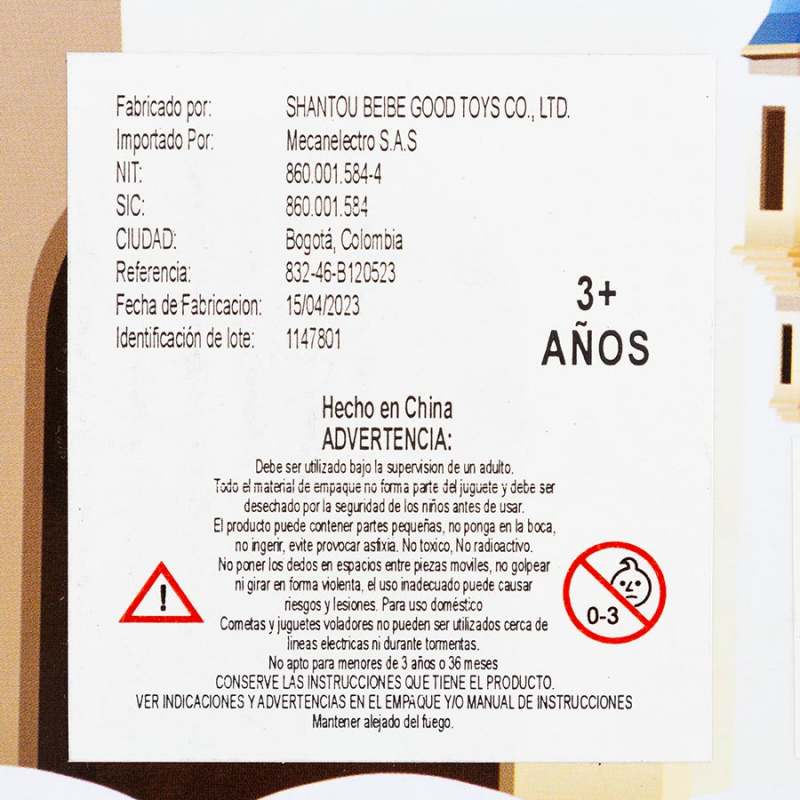 Fabricado por: SHANTOU BEIBE GOOD TOYS CO., LTD.
Importado Por: Mecanelectro S.A.S
NIT: 860.001.584-4
SIC: 860.001.584
CIUDAD: Bogotá, Colombia
Referencia: 832-46-B120523
Fecha de Fabricacion: 15/04/2023
Identificación de lote: 1147801
3+
AÑOS
Hecho en China
ADVERTENCIA:
Debe ser utilizado bajo la supervision de un adulto.
Todo el material de empaque no forma parte del juguete y debe ser
desechado por la seguridad de los niños antes de usar.
El producto puede contener partes pequeñas, no ponga en la boca,
no ingerir, evite provocar asfixia. No toxico, No radioactivo.
No poner los dedos en espacios entre piezas moviles, no golpear
ni girar en forma violenta, el uso inadecuado puede causar
riesgos y lesiones. Para uso doméstico
Cometas y juguetes voladores no pueden ser utilizados cerca de
lineas electricas ni durante tormentas.
No apto para menores de 3 años o 36 meses
CONSERVE LAS INSTRUCCIONES QUE TIENE EL PRODUCTO.
VER INDICACIONES Y ADVERTENCIAS EN EL EMPAQUE Y/O MANUAL DE INSTRUCCIONES
Mantener alejado del fuego.
!
0-3